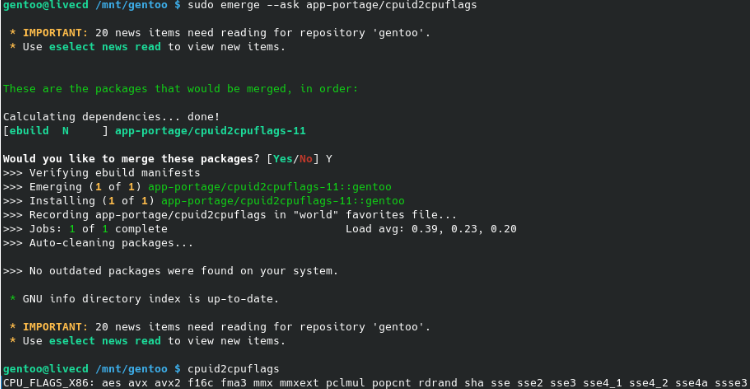 gentoo@livecd /mnt/gentoo $ sudo emerge --ask app-portage/cpuid2cpuflags
* IMPORTANT: 20 news items need reading for repository 'gentoo'.
* Use eselect news read to view new items.
These are the packages that would be merged, in order:
Calculating dependencies... done!
[ebuild  N     ] app-portage/cpuid2cpuflags-11
Would you like to merge these packages? [Yes/No] Y
>>> Verifying ebuild manifests
>>> Emerging (1 of 1) app-portage/cpuid2cpuflags-11::gentoo
>>> Installing (1 of 1) app-portage/cpuid2cpuflags-11::gentoo
>>> Recording app-portage/cpuid2cpuflags in "world" favorites file...
>>> Jobs: 1 of 1 complete                           Load avg: 0.39, 0.23, 0.20
>>> Auto-cleaning packages...
>>> No outdated packages were found on your system.
* GNU info directory index is up-to-date.
* IMPORTANT: 20 news items need reading for repository 'gentoo'.
* Use eselect news read to view new items.
gentoo@livecd /mnt/gentoo $ cpuid2cpuflags
CPU_FLAGS_X86: aes avx avx2 f16c fma3 mmx mmxext pclmul popcnt rdrand sha sse sse2 sse3 sse4_1 sse4_2 sse4a ssse3